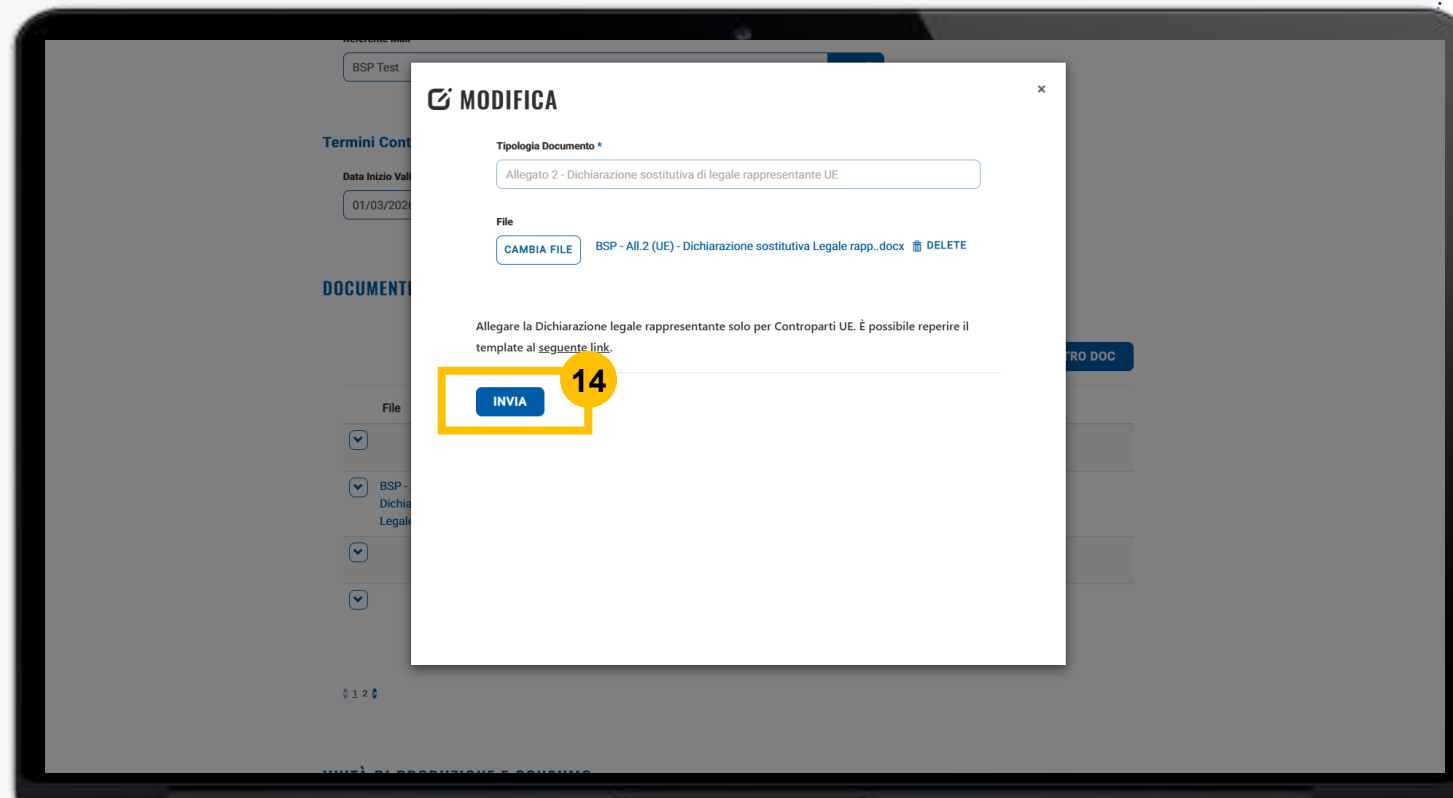 BSP Test
MODIFICA
×
Termini Cont
Tipologia Documento *
Allegato 2 - Dichiarazione sostitutiva di legale rappresentante UE
Data Inizio Vali
01/03/2026
File
CAMBIA FILE
BSP - All.2 (UE) - Dichiarazione sostitutiva Legale rapp..docx
DELETE
DOCUMENTI
Allegare la Dichiarazione legale rappresentante solo per Controparti UE. È possibile reperire il
template al seguente link.
TRO DOC
14
INVIA
File
BSP -
Dichia
Legale
1 2